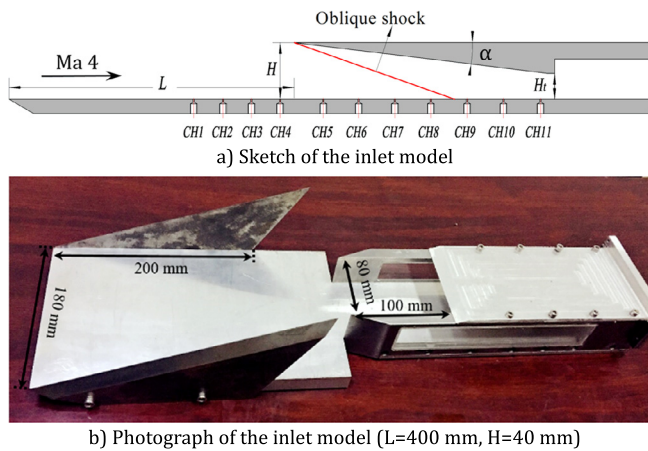 Oblique shock
Ma 4
L
H
α
Ht
CH1 CH2 CH3 CH4 CH5 CH6 CH7 CH8 CH9 CH10 CH11
a) Sketch of the inlet model
200 mm
180 mm
80 mm
100 mm
b) Photograph of the inlet model (L=400 mm, H=40 mm)